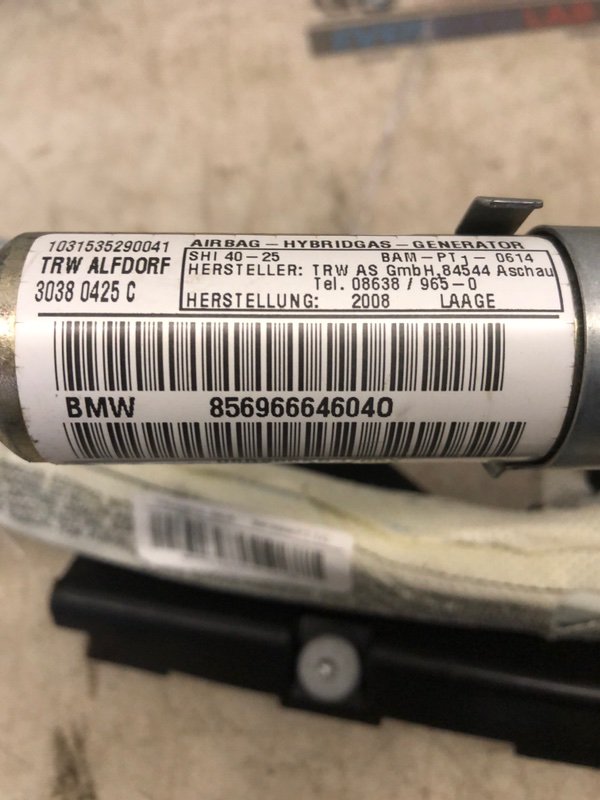 1031535290041
TRW ALFDORF
3038 0425 C
AIRBAG - HYBRIDGAS - GENERATOR
SHI 40-25 BAM-PT1-0614
HERSTELLER: TRW AS GmbH,84544 Aschau
Tel. 08638 / 965-0
HERSTELLUNG: 2008 LAAGE
BMW 856966646040